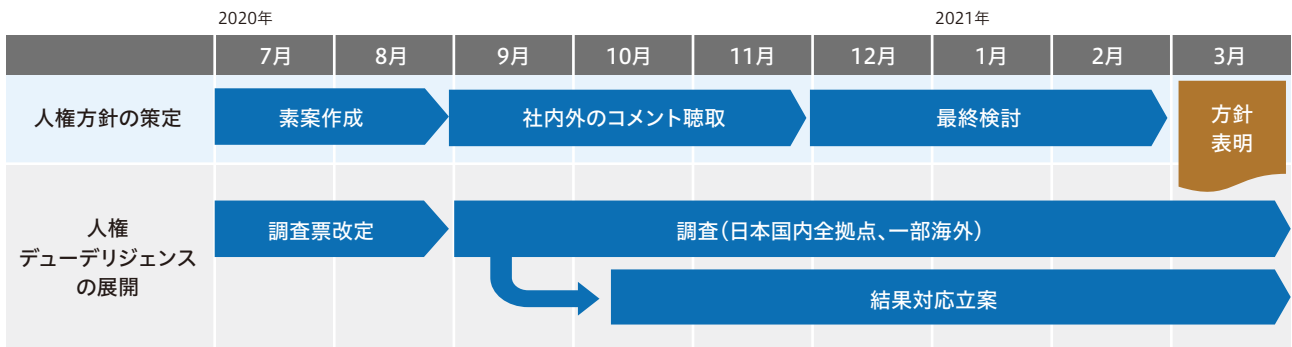 2020年
2021年
7月
8月
9月
10月
11月
12月
1月
2月
3月
人権方針の策定
素案作成
社内外のコメント聴取
最終検討
方針
表明
人権
デューデリジェンス
の展開
調査票改定
調査（日本国内全拠点、一部海外）
結果対応立案